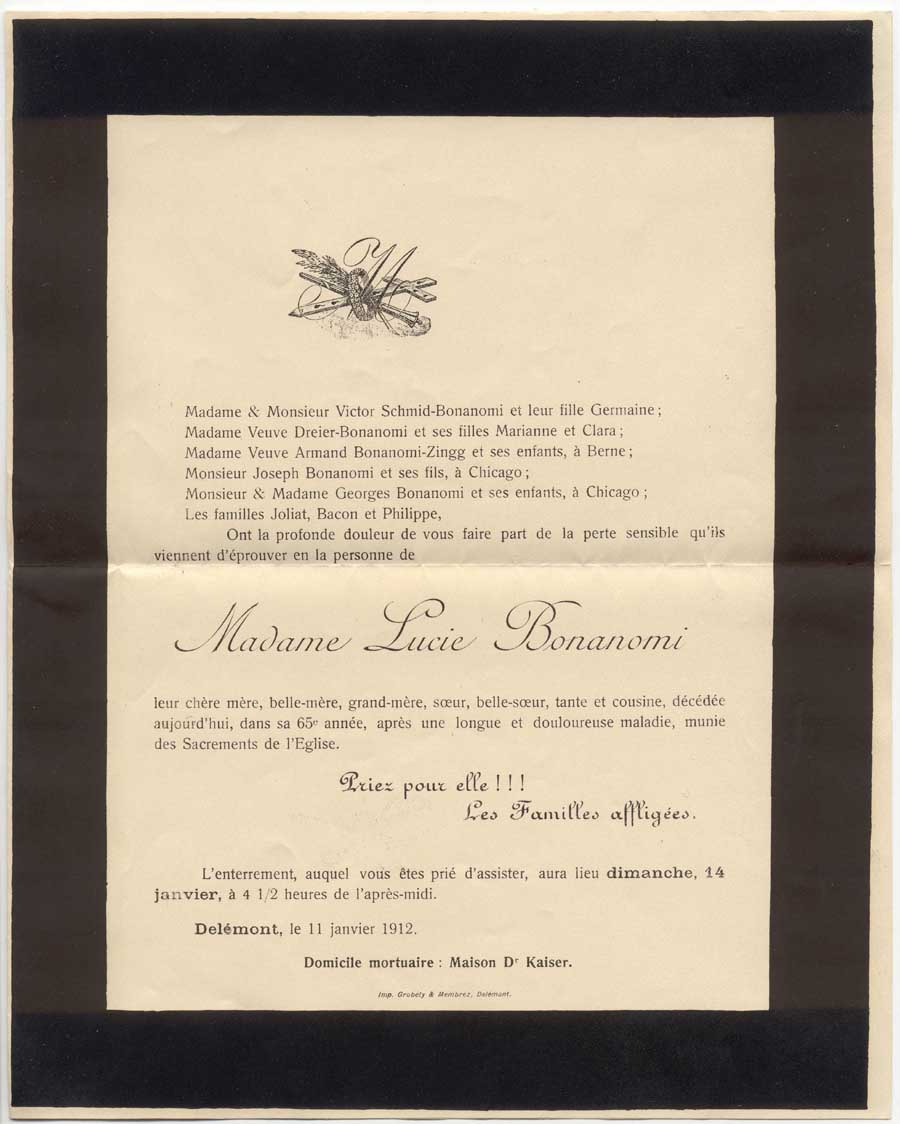 M
Madame & Monsieur Victor Schmid-Bonanomi et leur fille Germaine;
Madame Veuve Dreier-Bonanomi et ses filles Marianne et Clara;
Madame Veuve Armand Bonanomi-Zingg et ses enfants, à Berne;
Monsieur Joseph Bonanomi et ses fils, à Chicago;
Monsieur & Madame Georges Bonanomi et ses enfants, à Chicago;
Les familles Joliat, Bacon et Philippe,
Ont la profonde douleur de vous faire part de la perte sensible qu'ils
viennent d'éprouver en la personne de
Madame Lucie Bonanomi
leur chère mère, belle-mère, grand-mère, sœur, belle-sœur, tante et cousine, décédée
aujourd'hui, dans sa 65e année, après une longue et douloureuse maladie, munie
des Sacrements de l'Eglise.
Priez pour elle!!!
Les Familles affligées.
L'enterrement, auquel vous êtes prié d'assister, aura lieu dimanche, 14
janvier, à 4 1/2 heures de l'après-midi.
Delémont, le 11 janvier 1912.
Domicile mortuaire: Maison Dr Kaiser.
Imp. Grobéty & Membrez, Delémont.